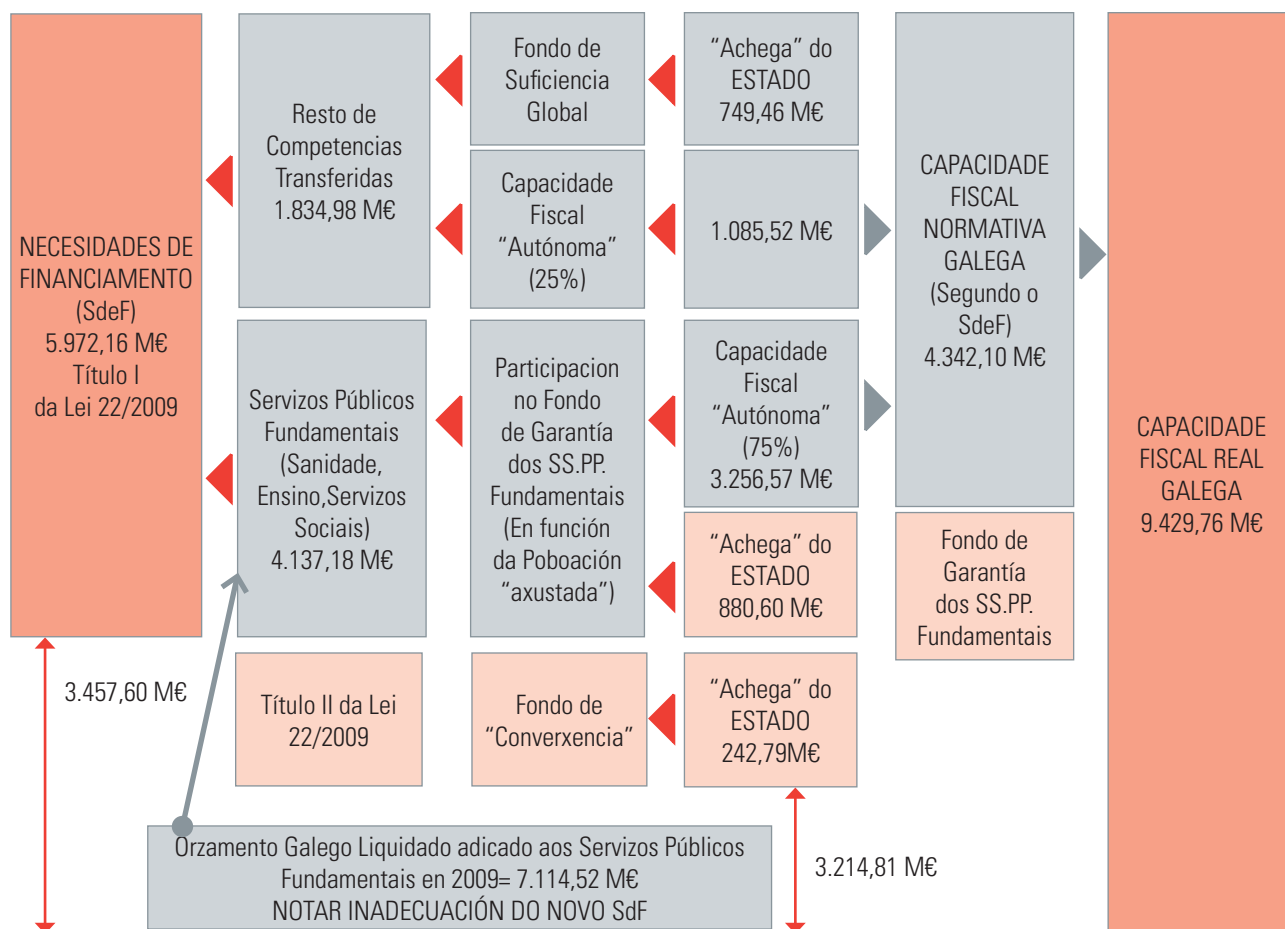 NECESIDADES DE
FINANCIAMENTO
(SdeF)
5.972,16 M€
Título I
da Lei 22/2009
Resto de
Competencias
Transferidas
1.834,98 M€
Servizos Públicos
Fundamentais
(Sanidade,
Ensino,Servizos
Sociais)
4.137,18 M€
Título II da Lei
22/2009
Fondo de
Suficiencia
Global
Capacidade
Fiscal
“Autónoma”
(25%)
Participacion
no Fondo
de Garantía
dos SS.PP.
Fundamentais
(En función
da Poboación
“axustada”)
Fondo de
“Converxencia”
“Achega” do
ESTADO
749,46 M€
1.085,52 M€
Capacidade
Fiscal
“Autónoma”
(75%)
3.256,57 M€
“Achega” do
ESTADO
880,60 M€
“Achega” do
ESTADO
242,79M€
CAPACIDADE
FISCAL
NORMATIVA
GALEGA
(Segundo o
SdeF)
4.342,10 M€
Fondo de
Garantía
dos SS.PP.
Fundamentais
CAPACIDADE
FISCAL REAL
GALEGA
9.429,76 M€
3.457,60 M€
Orzamento Galego Liquidado adicado aos Servizos Públicos
Fundamentais en 2009= 7.114,52 M€
NOTAR INADECUACIÓN DO NOVO SdF
3.214,81 M€